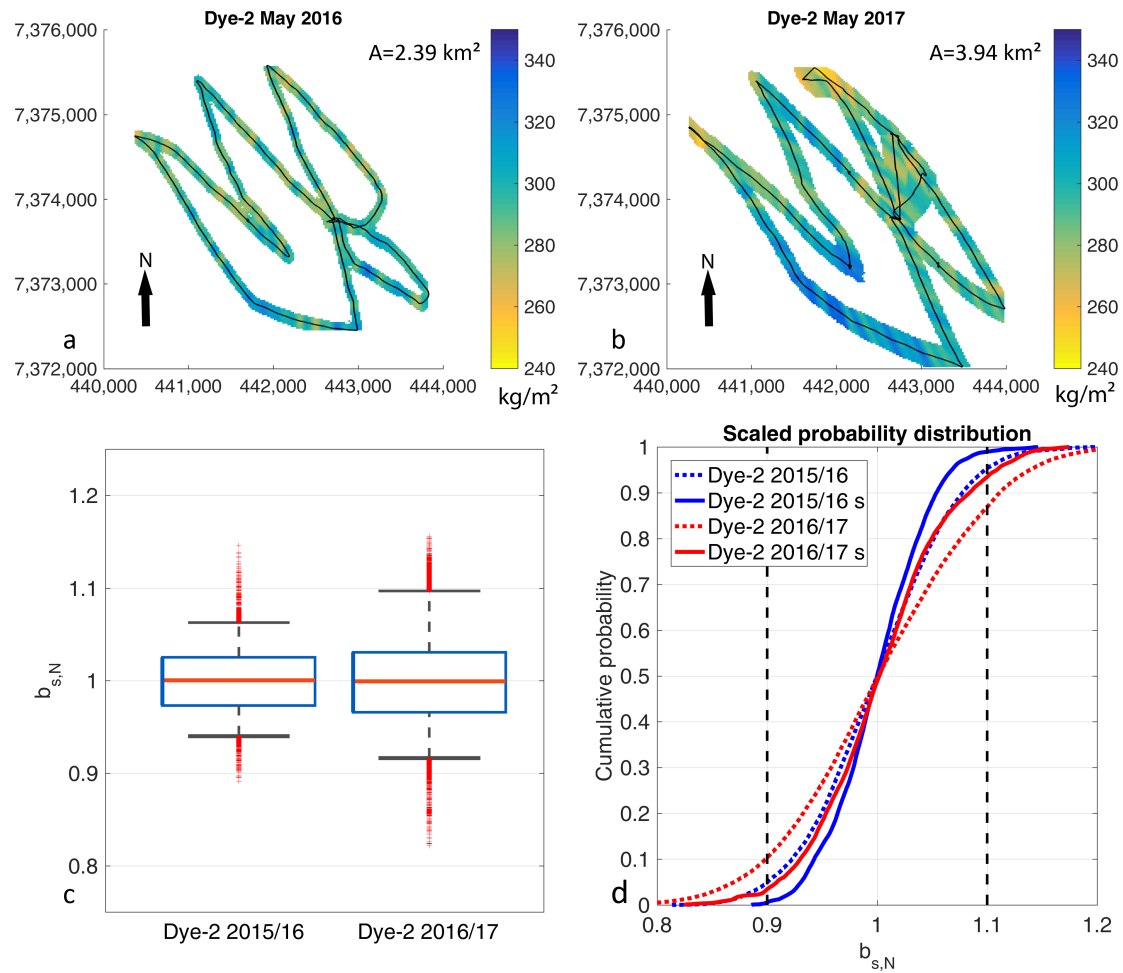 Dye-2 May 2016
A=2.39 km²
7,376,000
7,375,000
7,374,000
7,373,000
7,372,000
440,000
441,000
442,000
443,000
444,000
340
320
300
280
260
240
kg/m²
N
a
Dye-2 May 2017
A=3.94 km²
7,376,000
7,375,000
7,374,000
7,373,000
7,372,000
440,000
441,000
442,000
443,000
444,000
340
320
300
280
260
240
kg/m²
N
b
b_s,N
1.2
1.1
1
0.9
0.8
c
Dye-2 2015/16
Dye-2 2016/17
Scaled probability distribution
Dye-2 2015/16
Dye-2 2015/16 s
Dye-2 2016/17
Dye-2 2016/17 s
Cumulative probability
1
0.9
0.8
0.7
0.6
0.5
0.4
0.3
0.2
0.1
0
d
0.8
0.9
1
1.1
1.2
b_s,N